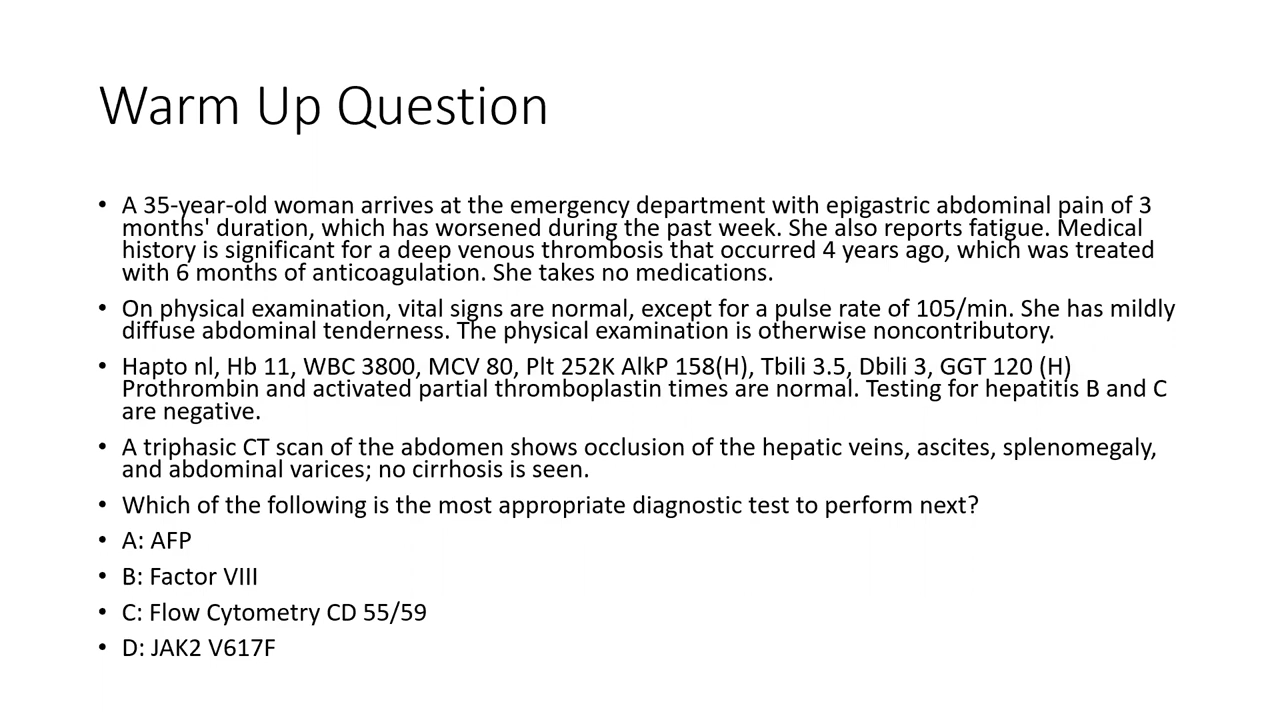 Warm Up Question
• A 35-year-old woman arrives at the emergency department with epigastric abdominal pain of 3
months' duration, which has worsened during the past week. She also reports fatigue. Medical
history is significant for a deep venous thrombosis that occurred 4 years ago, which was treated
with 6 months of anticoagulation. She takes no medications.
• On physical examination, vital signs are normal, except for a pulse rate of 105/min. She has mildly
diffuse abdominal tenderness. The physical examination is otherwise noncontributory.
• Hapto nl, Hb 11, WBC 3800, MCV 80, Plt 252K AlkP 158(H), Tbili 3.5, Dbili 3, GGT 120 (H)
Prothrombin and activated partial thromboplastin times are normal. Testing for hepatitis B and C
are negative.
• A triphasic CT scan of the abdomen shows occlusion of the hepatic veins, ascites, splenomegaly,
and abdominal varices; no cirrhosis is seen.
• Which of the following is the most appropriate diagnostic test to perform next?
• A: AFP
• B: Factor VIII
• C: Flow Cytometry CD 55/59
• D: JAK2 V617F